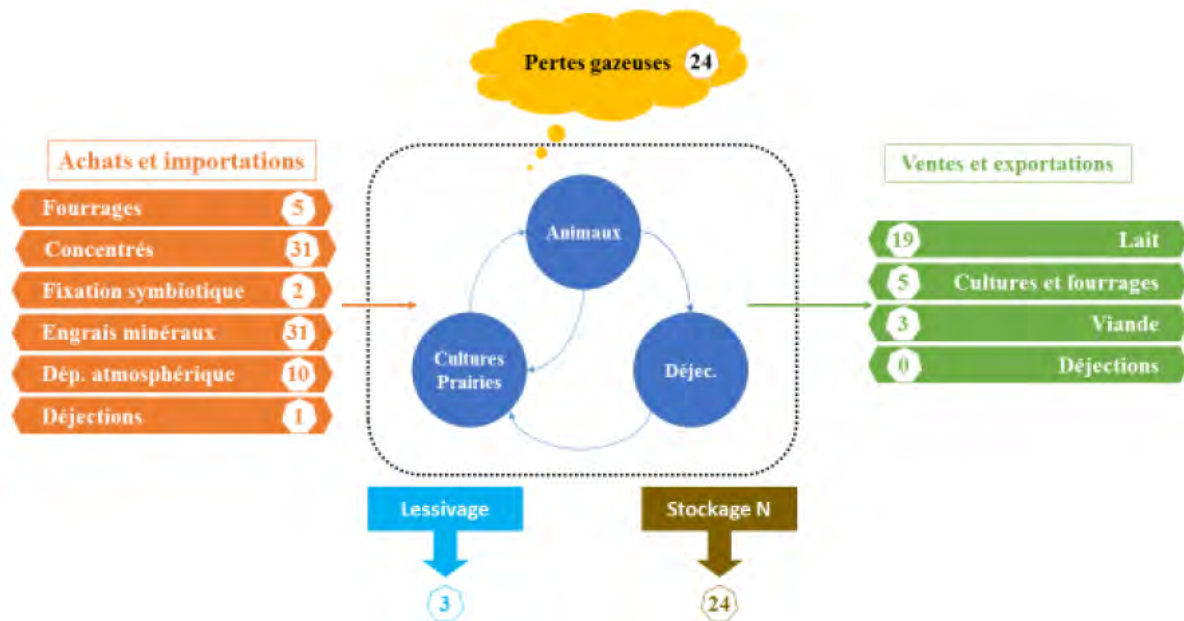 Pertes gazeuses 24
Achats et importations
Fourrages 5
Concentrés 31
Fixation symbiotique 2
Engrais minéraux 31
Dép. atmosphérique 10
Déjections 1
Animaux
Cultures
Prairies
Déjec.
Ventes et exportations
19 Lait
5 Cultures et fourrages
3 Viande
0 Déjections
Lessivage
3
Stockage N
24